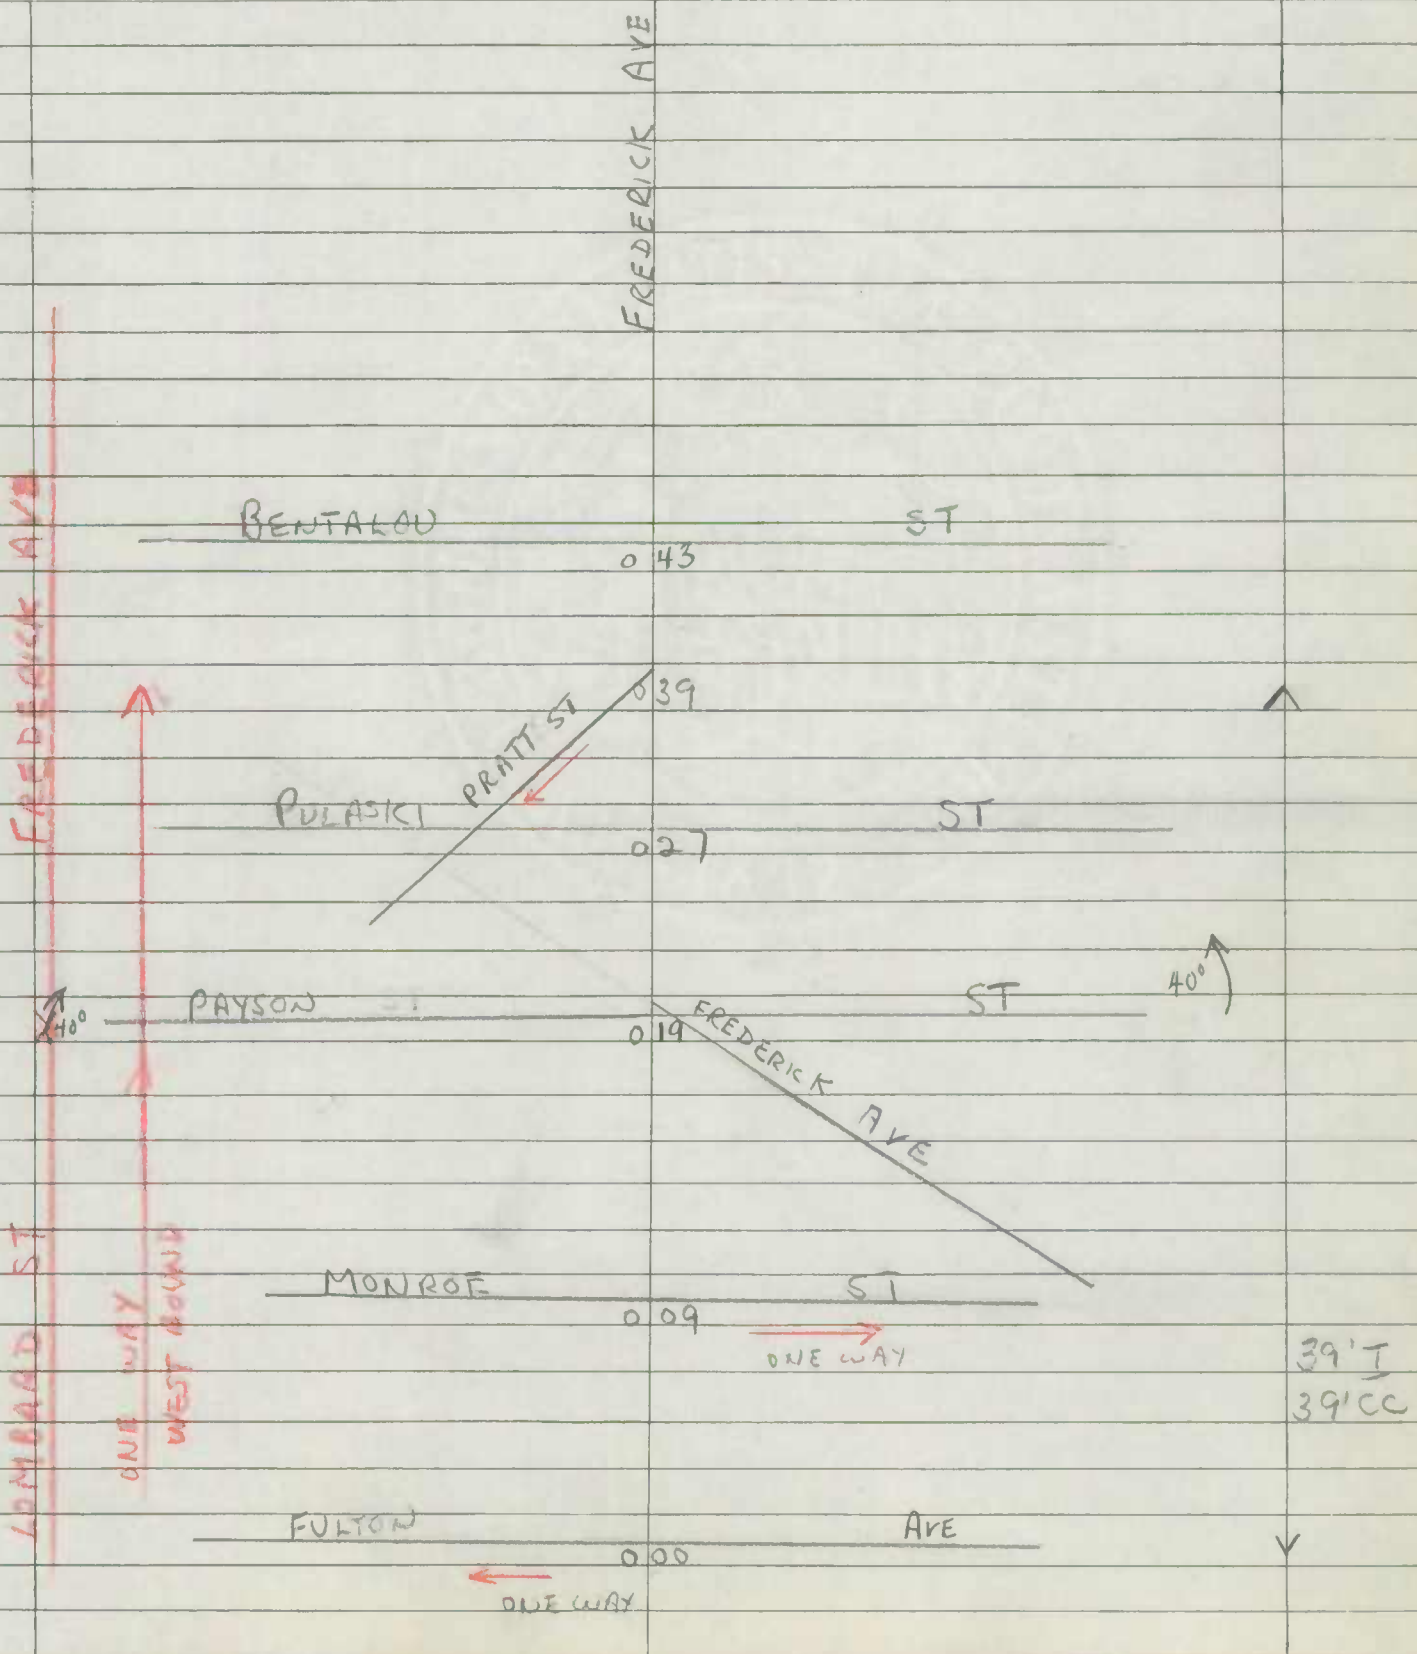 FREDERICK AVE
FREDERICK AVE
BENTALOU ST
0 43
0 39
PRATT ST
PULASKI ST
0 27
40°
40°
PAYSON ST
0 19
FREDERICK AVE
MONROE ST
0 09
ONE WAY
LOMBARD ST
ONE WAY
WEST BOUND
39' I
39' CC
FULTON AVE
0 00
ONE WAY